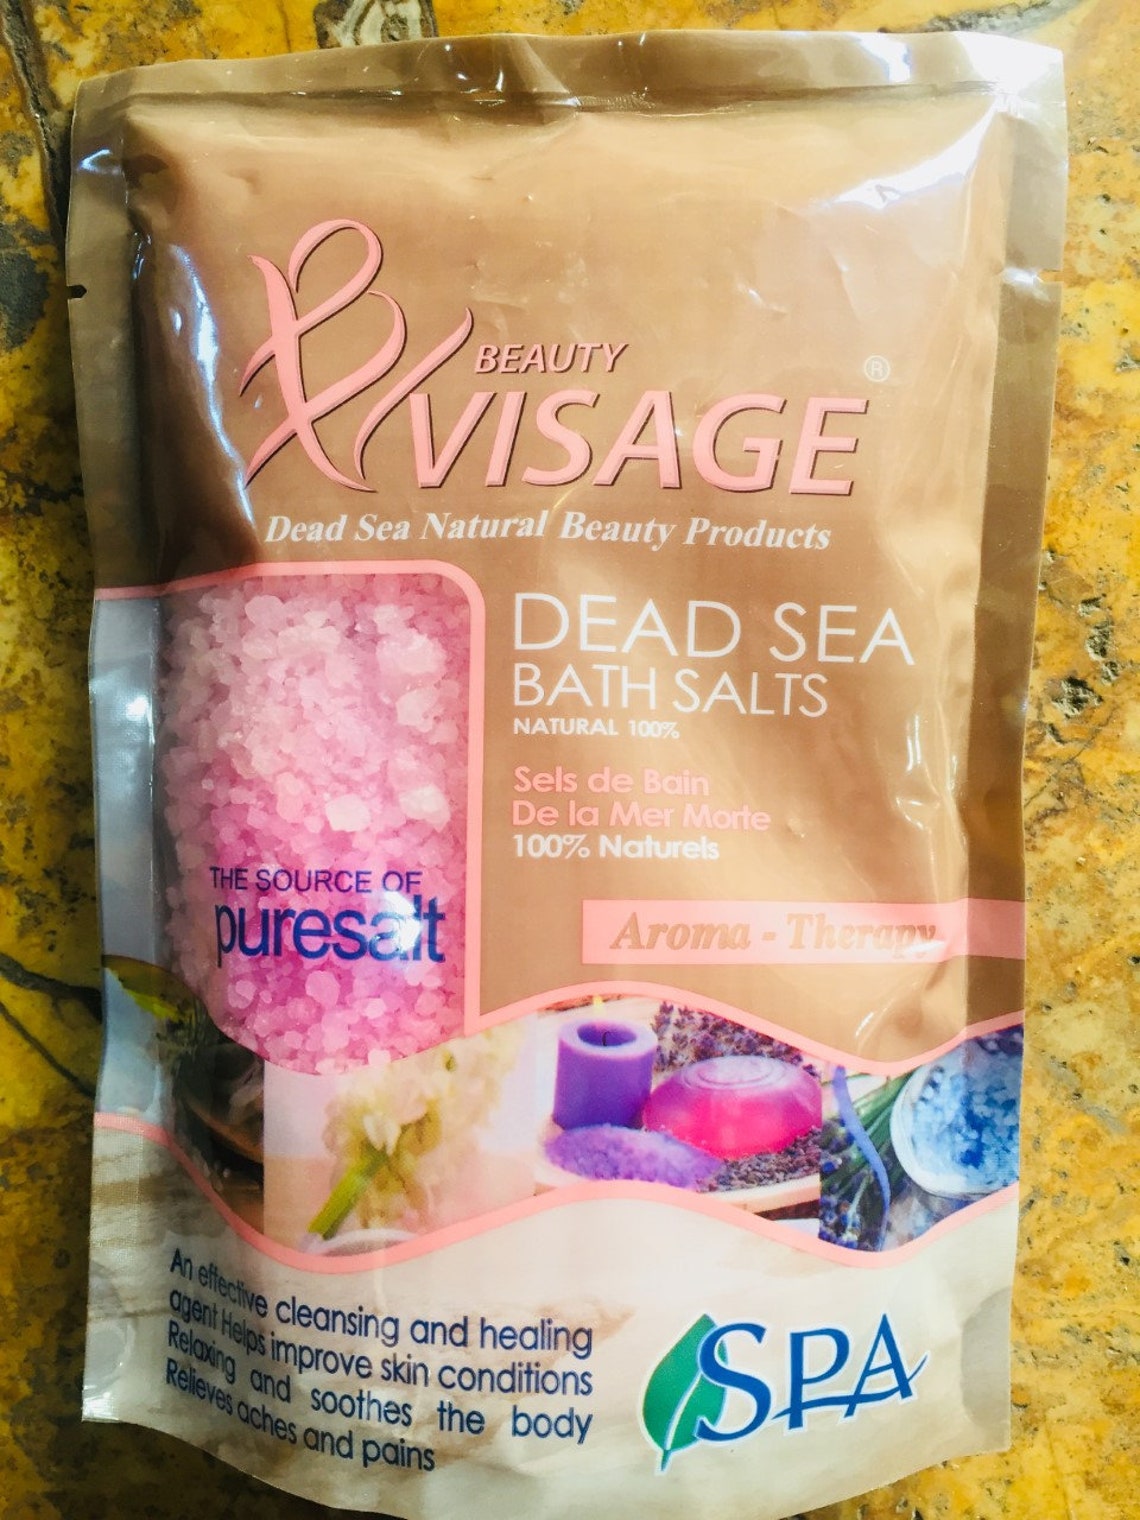 BEAUTY
VISAGE ®
Dead Sea Natural Beauty Products
DEAD SEA
BATH SALTS
NATURAL 100%
Sels de Bain
De la Mer Morte
100% Naturels
THE SOURCE OF
puresalt
Aroma - Therapy
An effective cleansing and healing
agent Helps improve skin conditions
Relaxing and soothes the body
Relieves aches and pains
SPA